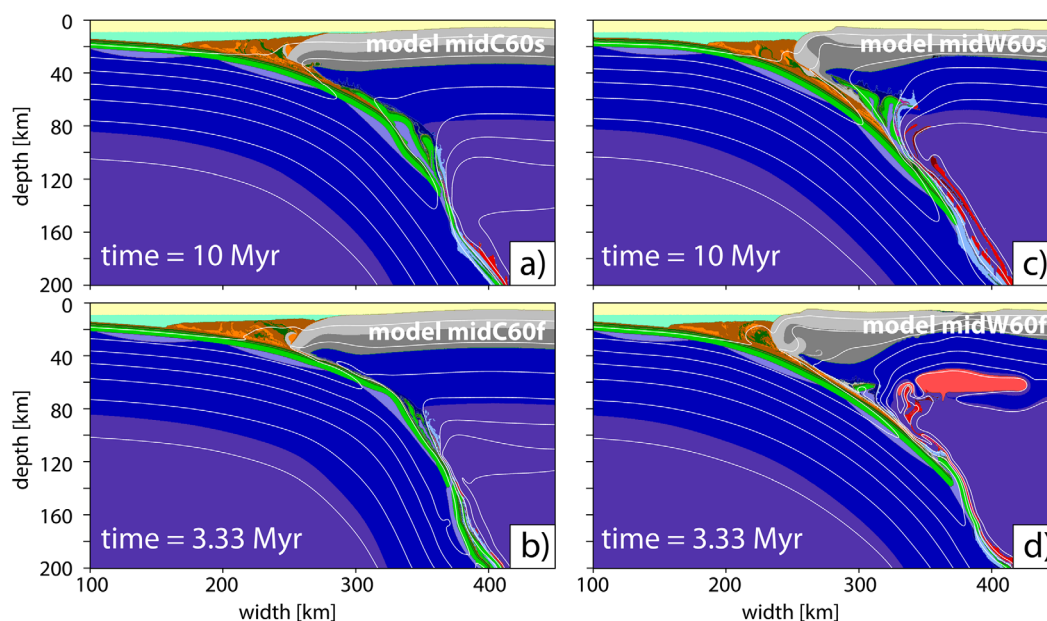 0
40
80
120
160
200
depth [km]
model midC60s
time = 10 Myr
a)
model midW60s
time = 10 Myr
c)
0
40
80
120
160
200
100
200
300
400
depth [km]
width [km]
model midC60f
time = 3.33 Myr
b)
model midW60f
time = 3.33 Myr
d)
100
200
300
400
width [km]